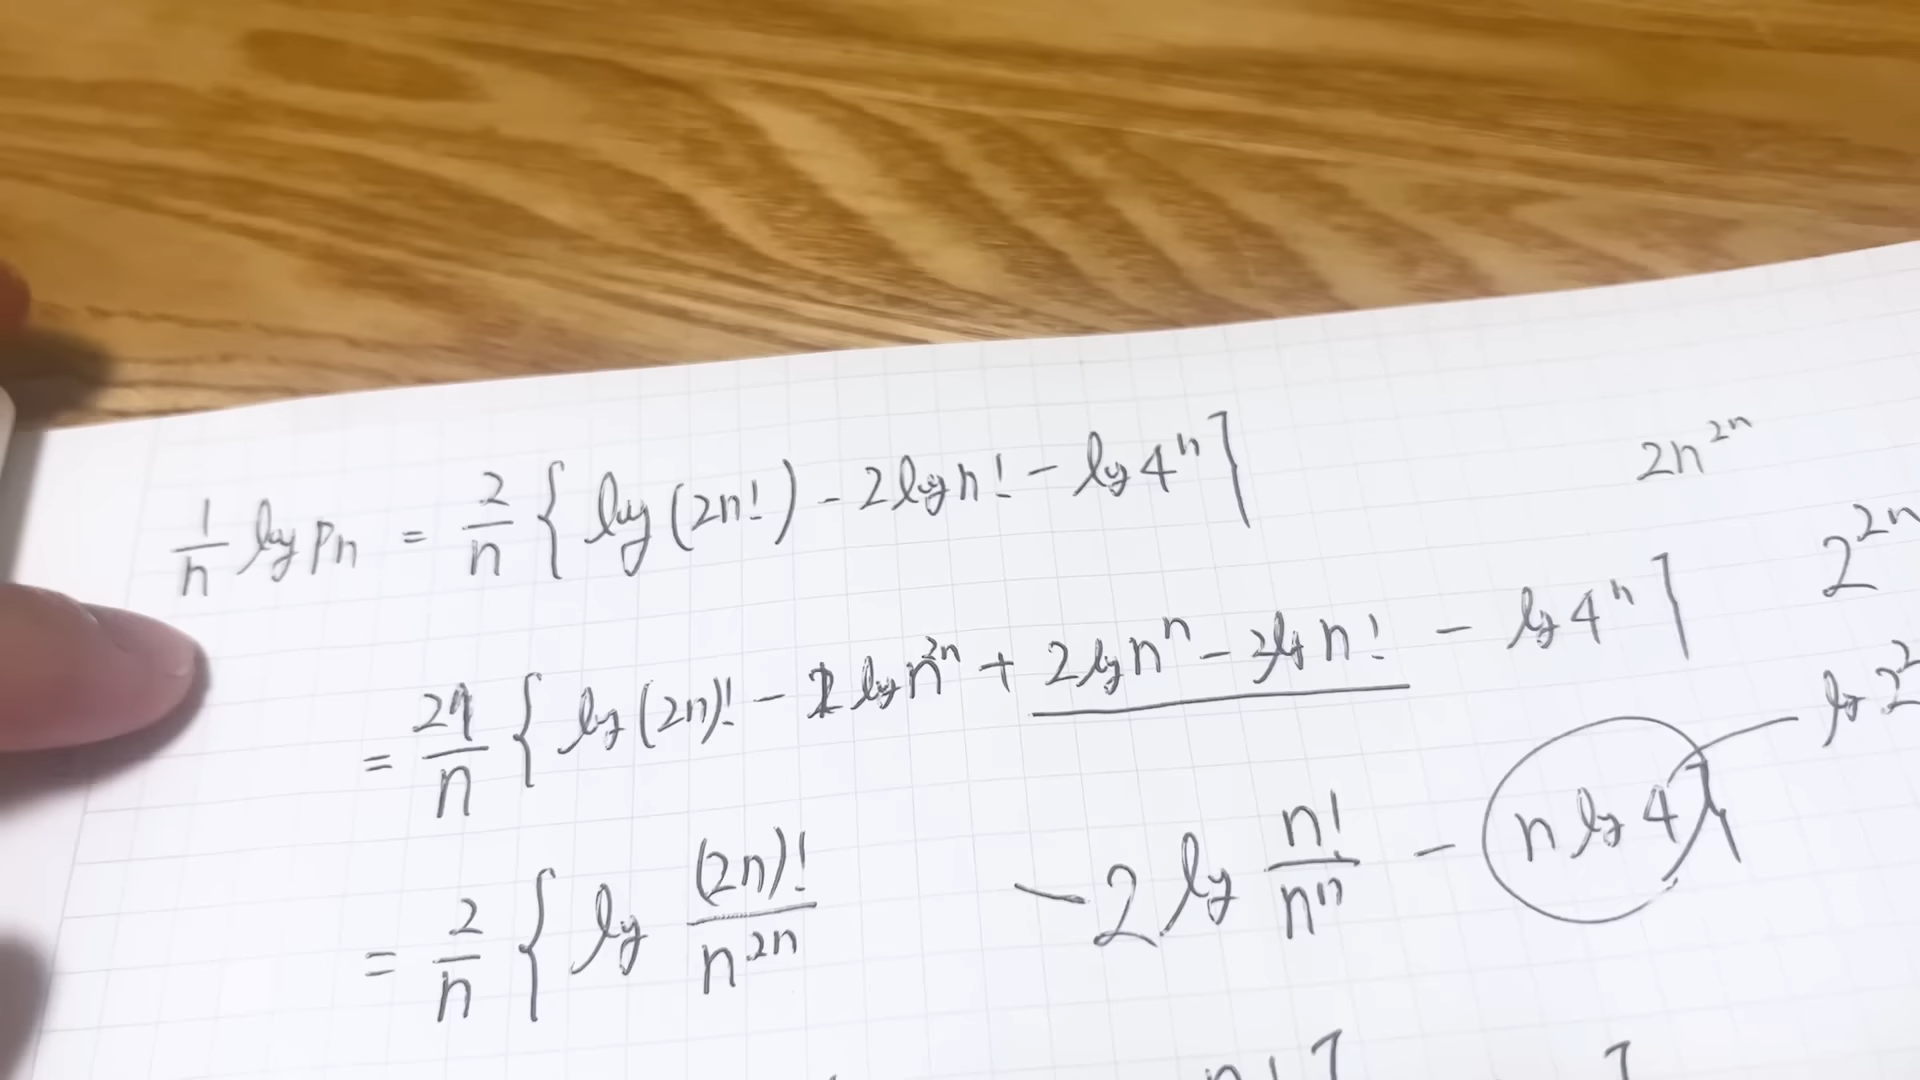 1/n log pn = 2/n { log (2n!) - 2 log n! - log 4^n }
2n^2n
2^2n
= 2n/n { log (2n)! - log n^2n + 2 log n^n - 2 log n! - log 4^n }
log 2^2
= 2/n { log (2n)!/n^2n - 2 log n!/n^n - n log 4 }